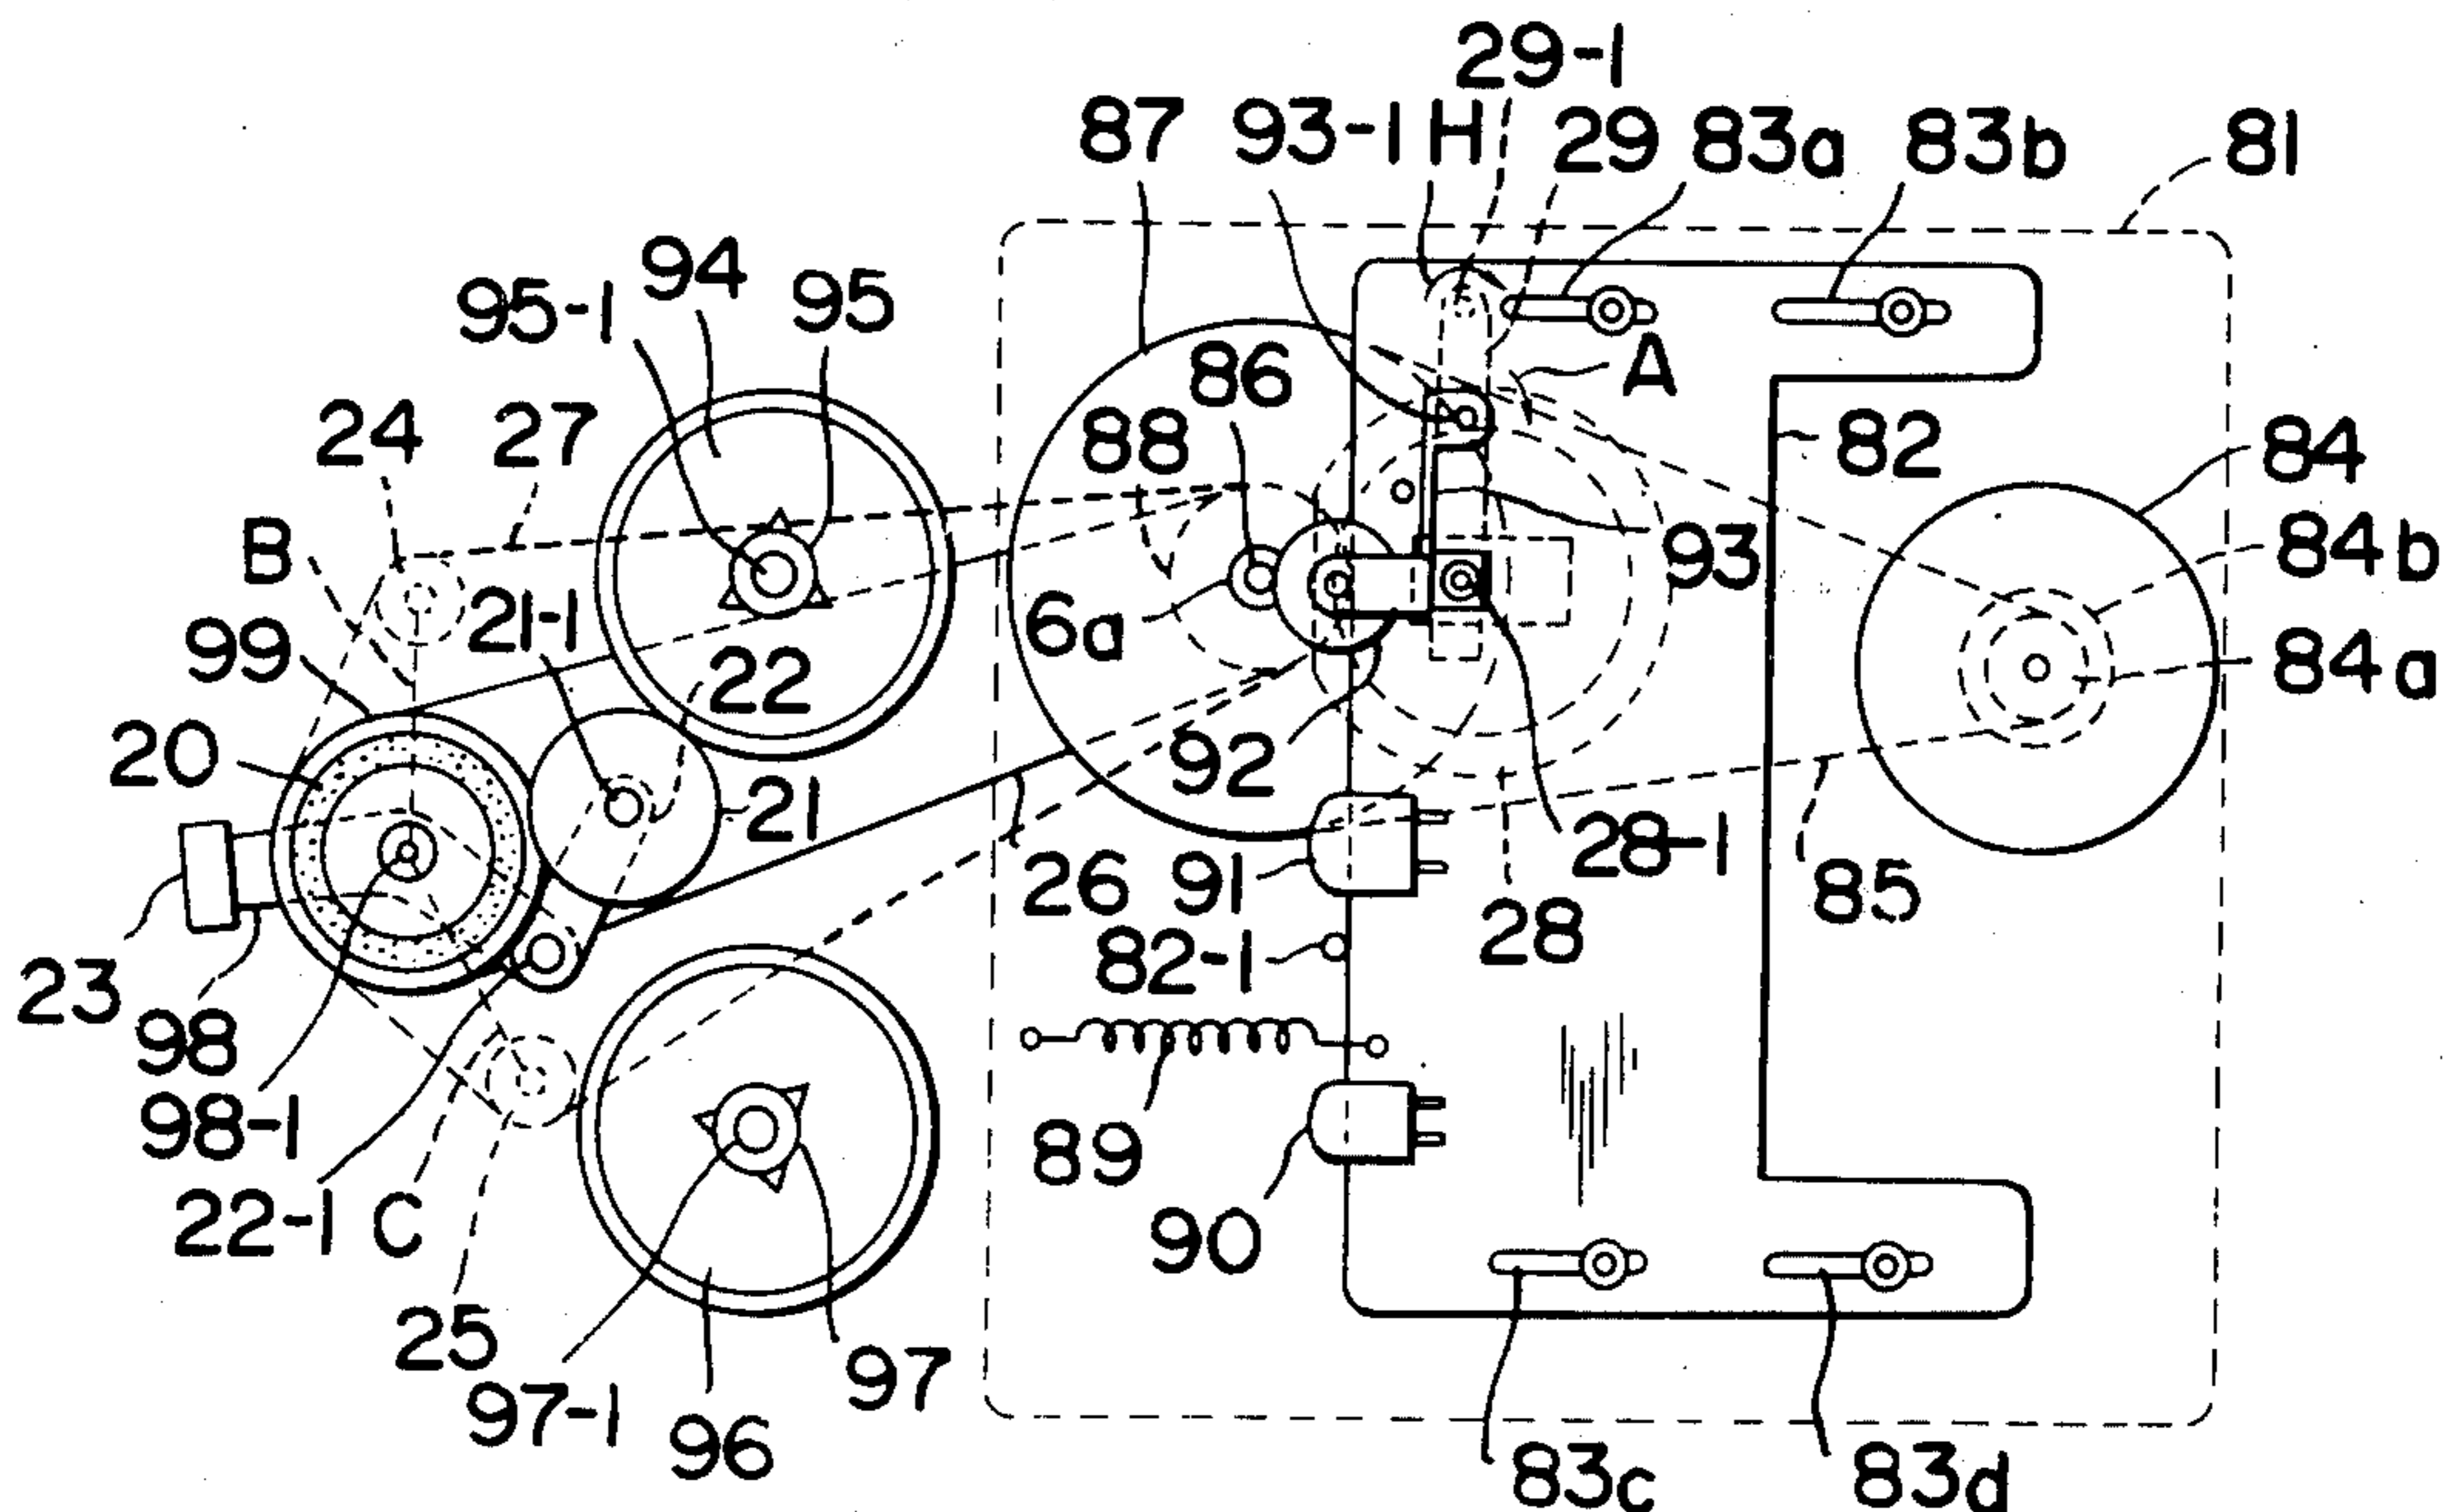 29-1
87 93-1 H 29 83a 83b 81
95-1 94 95
86 A
24 27 88 82 84
B 93 84b
99 21-1 6a 84a
22
20 92
21
26 91 28-1 85
28
23 98 82-1
98-1 89
22-1 C 90
25
97-1 96 97
83c 83d